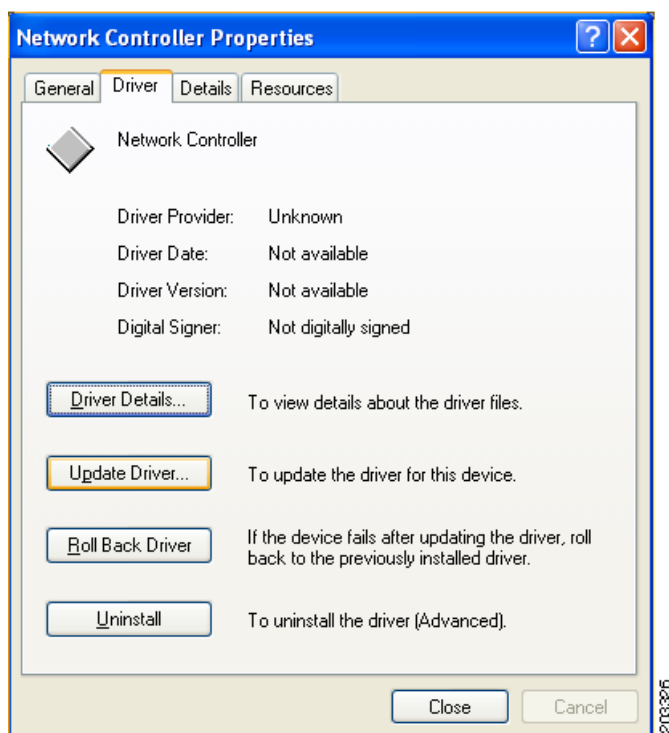 Network Controller Properties
?
X
General Driver Details Resources
Network Controller
Driver Provider: Unknown
Driver Date: Not available
Driver Version: Not available
Digital Signer: Not digitally signed
Driver Details... To view details about the driver files.
Update Driver... To update the driver for this device.
Roll Back Driver If the device fails after updating the driver, roll
back to the previously installed driver.
Uninstall To uninstall the driver (Advanced).
Close Cancel
203326